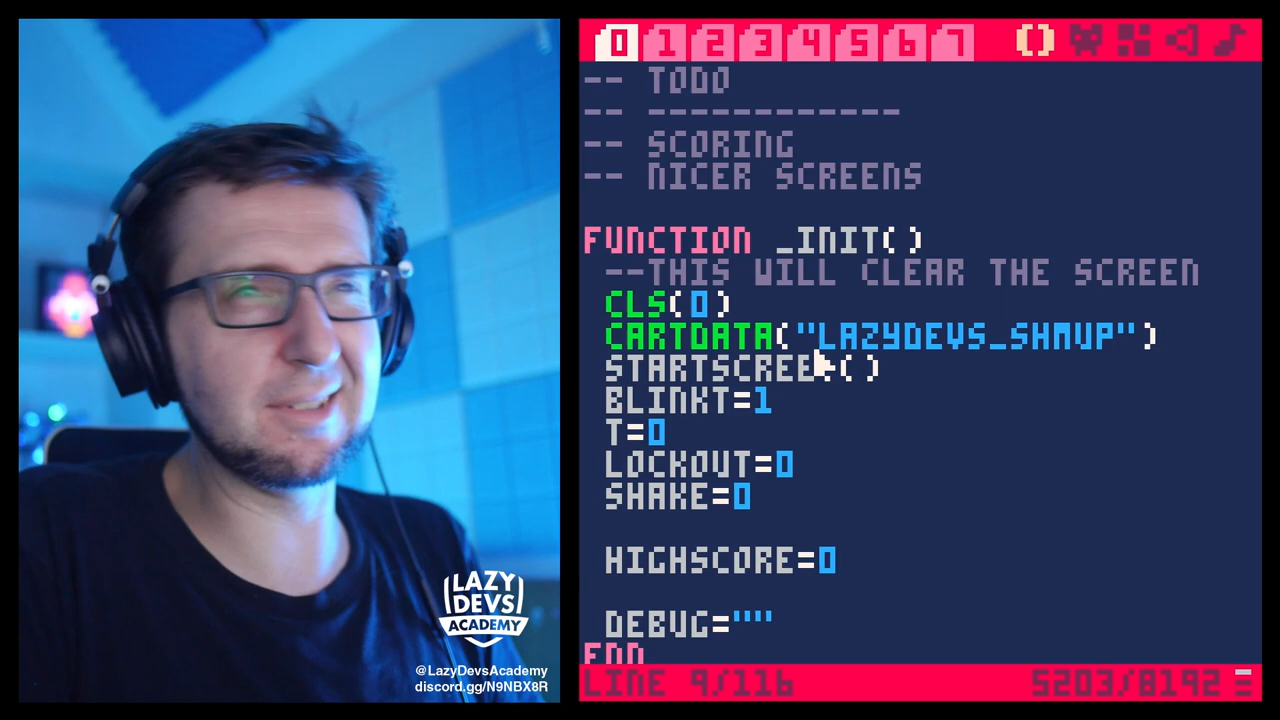 0 1 2 3 4 5 6 7 ()
-- TODO
-- ------------
-- SCORING
-- NICER SCREENS
FUNCTION _INIT()
--THIS WILL CLEAR THE SCREEN
CLS(0)
CARTDATA("LAZYDEVS_SHMUP")
STARTSCREEN()
BLINKT=1
T=0
LOCKOUT=0
SHAKE=0
HIGHSCORE=0
DEBUG=""
END
LINE 9/116 5203/8192
LAZY
DEVS
ACADEMY
@LazyDevsAcademy
discord.gg/N9NBX8R